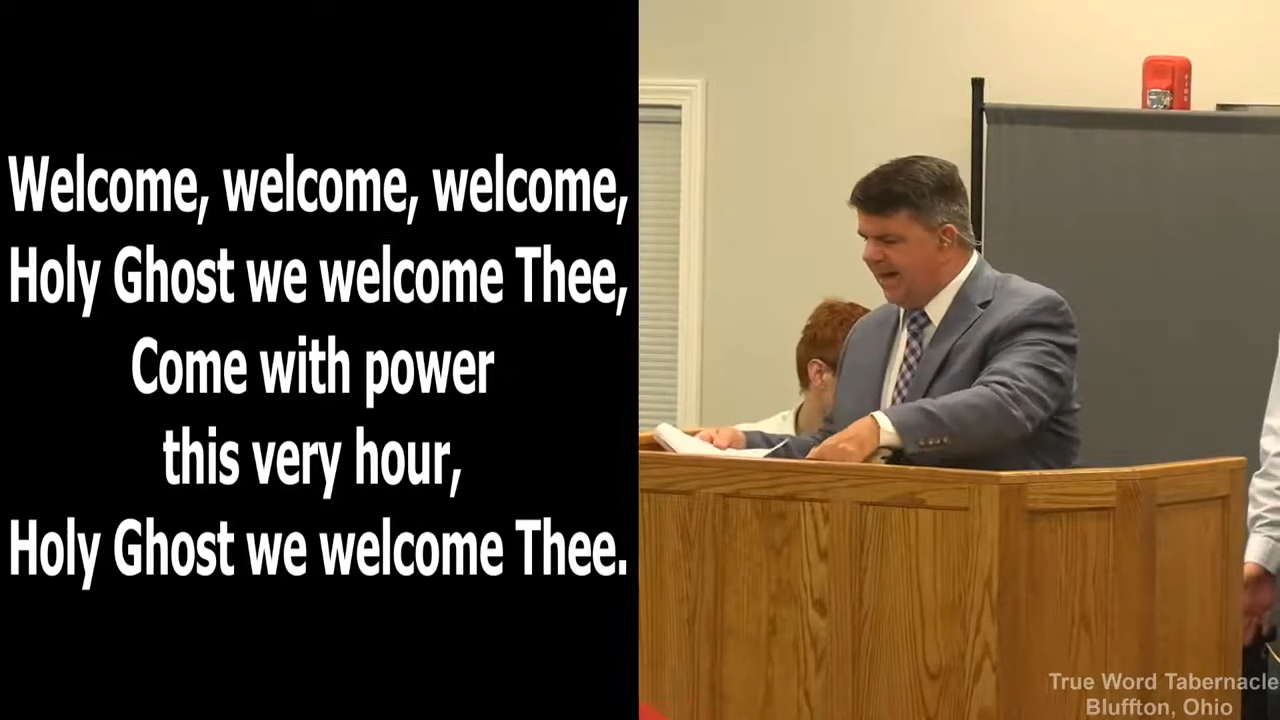 Welcome, welcome, welcome,
Holy Ghost we welcome Thee,
Come with power
this very hour,
Holy Ghost we welcome Thee.
FIRE
True Word Tabernacle
Bluffton, Ohio